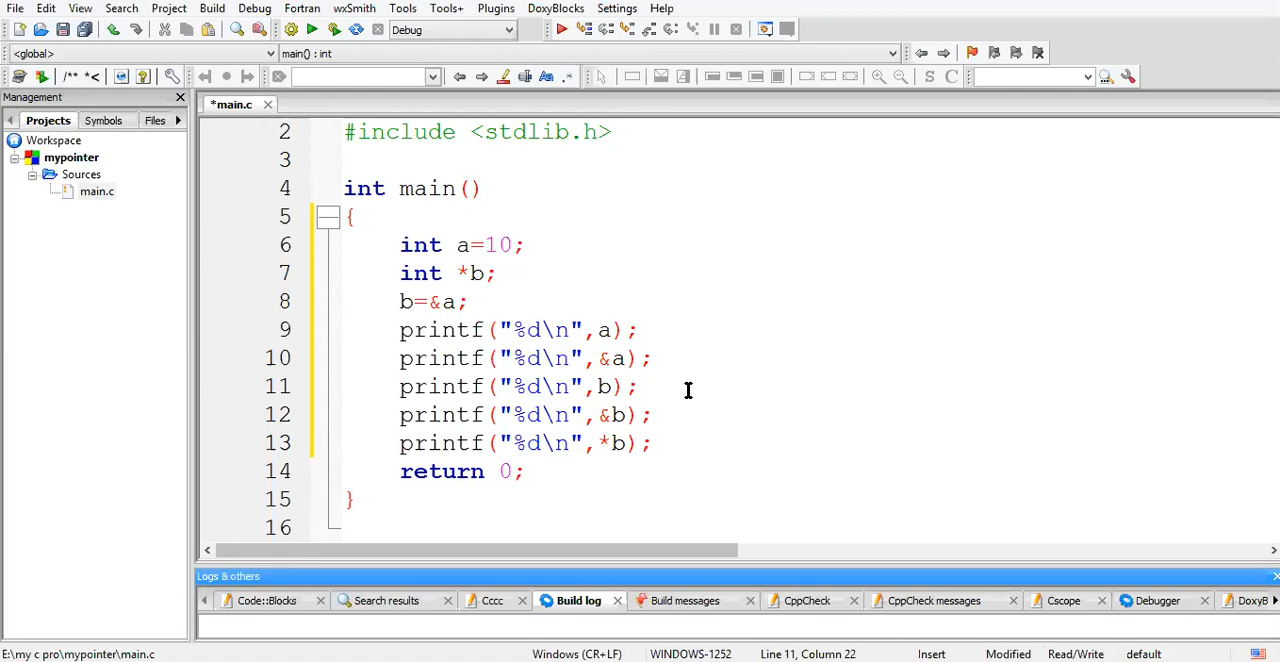 File Edit View Search Project Build Debug Fortran wxSmith Tools Tools+ Plugins DoxyBlocks Settings Help
Debug
<global> main() : int
/** *< S C
Management
*main.c
Projects Symbols Files
Workspace
mypointer
Sources
main.c
2 #include <stdlib.h>
3
4 int main()
5 {
6 int a=10;
7 int *b;
8 b=&a;
9 printf("%d\n",a);
10 printf("%d\n",&a);
11 printf("%d\n",b);
12 printf("%d\n",&b);
13 printf("%d\n",*b);
14 return 0;
15 }
16
Logs & others
Code::Blocks Search results Cccc Build log Build messages CppCheck CppCheck messages Cscope Debugger DoxyB
E:\my c pro\mypointer\main.c Windows (CR+LF) WINDOWS-1252 Line 11, Column 22 Insert Modified Read/Write default